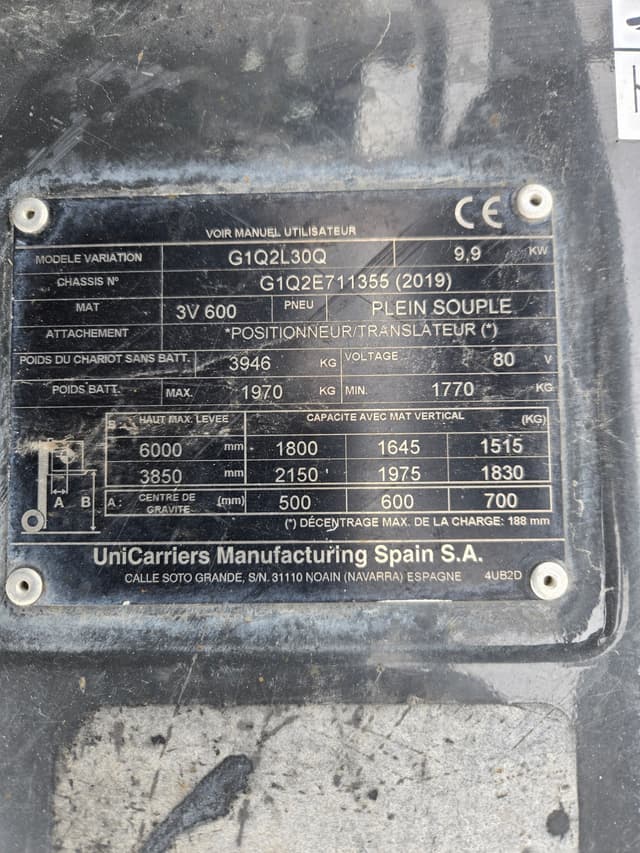 CE
VOIR MANUEL UTILISATEUR
MODELE VARIATION G1Q2L30Q 9,9 KW
CHASSIS Nº G1Q2E711355 (2019)
MAT 3V 600 PNEU PLEIN SOUPLE
ATTACHEMENT *POSITIONNEUR/TRANSLATEUR (*)
POIDS DU CHARIOT SANS BATT. 3946 KG VOLTAGE 80 V
POIDS BATT. MAX. 1970 KG MIN. 1770 KG
HAUT MAX. LEVEE CAPACITE AVEC MAT VERTICAL (KG)
6000 mm 1800 1645 1515
3850 mm 2150 1975 1830
A B A: CENTRE DE GRAVITE (mm) 500 600 700
(*) DÉCENTRAGE MAX. DE LA CHARGE: 188 mm
UniCarriers Manufacturing Spain S.A.
CALLE SOTO GRANDE, S/N. 31110 NOAIN (NAVARRA) ESPAGNE 4UB2D